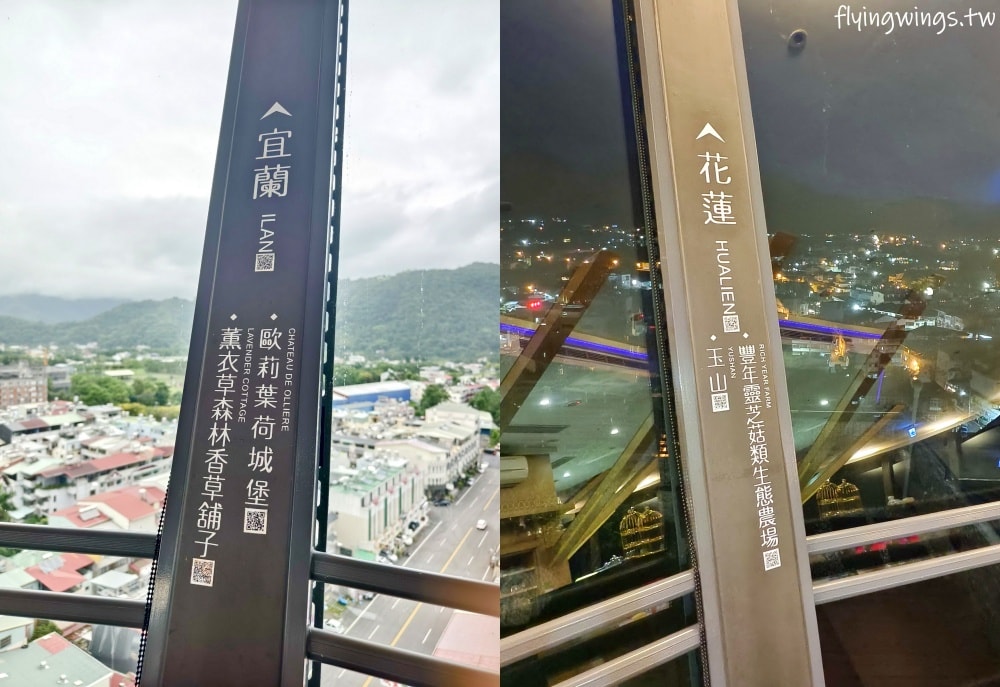 flyingwings.tw
宜蘭
ILAN
CHATEAU DE OLLIERE
歐莉葉荷城堡
LAVENDER COTTAGE
薰衣草森林香草舖子
花蓮
HUALIEN
RICH YEAR FARM
豐年靈芝菇類生態農場
YUSHAN
玉山